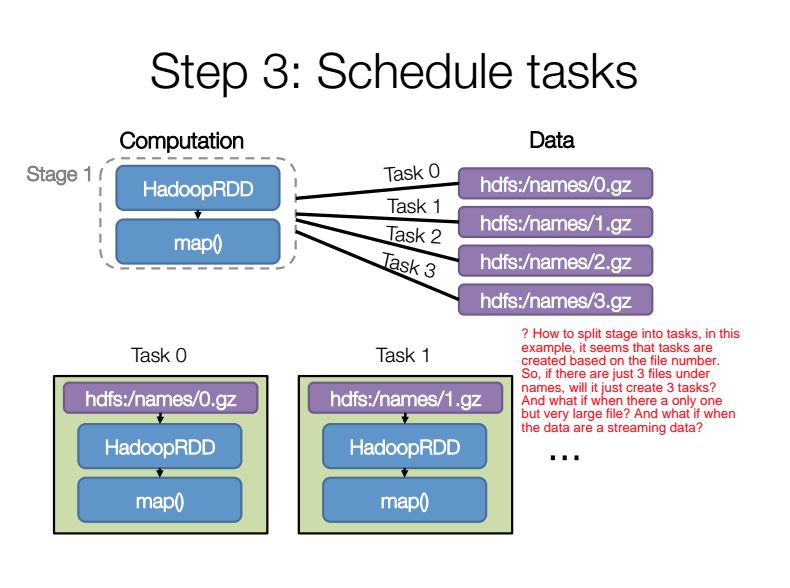 Step 3: Schedule tasks
Computation
Data
Stage 1
HadoopRDD
map()
Task 0
Task 1
Task 2
Task 3
hdfs:/names/0.gz
hdfs:/names/1.gz
hdfs:/names/2.gz
hdfs:/names/3.gz
? How to split stage into tasks, in this
example, it seems that tasks are
created based on the file number.
So, if there are just 3 files under
names, will it just create 3 tasks?
And what if when there a only one
but very large file? And what if when
the data are a streaming data?
Task 0
hdfs:/names/0.gz
HadoopRDD
map()
Task 1
hdfs:/names/1.gz
HadoopRDD
map()
...